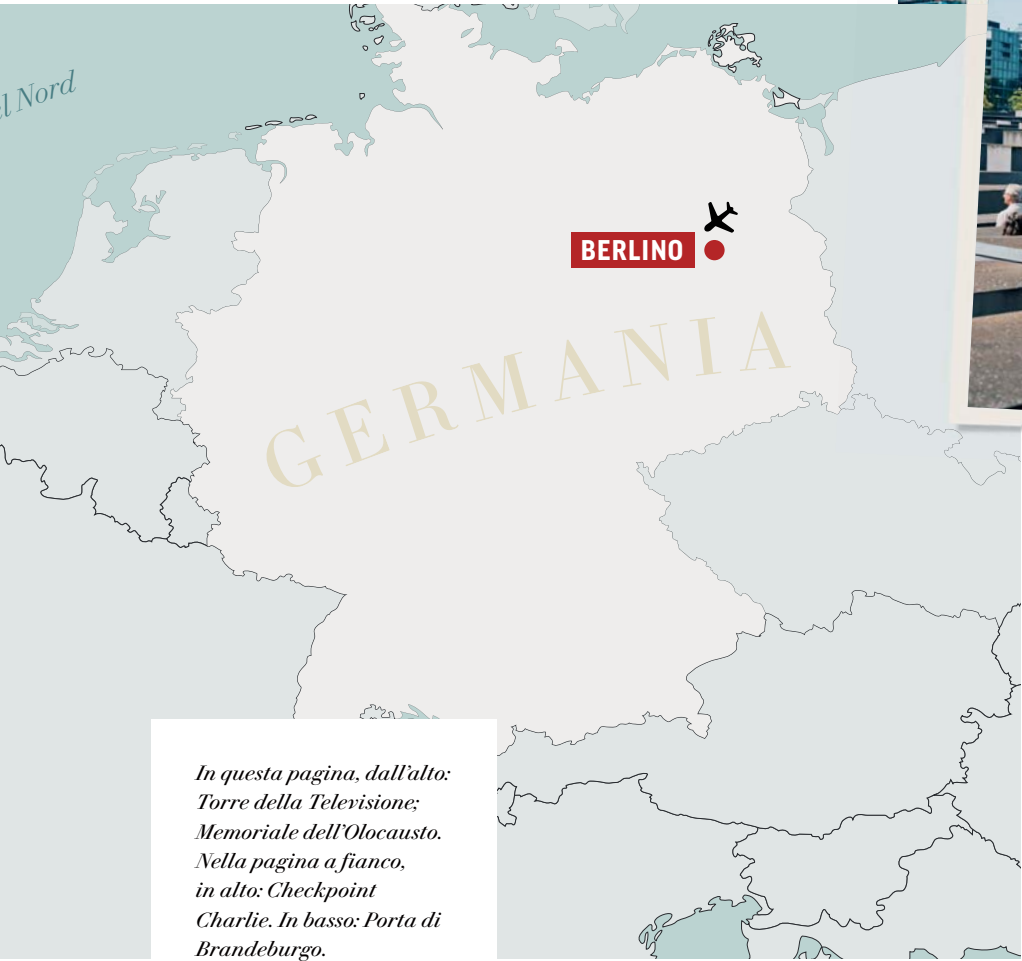 l Nord
BERLINO
GERMANIA
In questa pagina, dall’alto:
Torre della Televisione;
Memoriale dell’Olocausto.
Nella pagina a fianco,
in alto: Checkpoint
Charlie. In basso: Porta di
Brandeburgo.